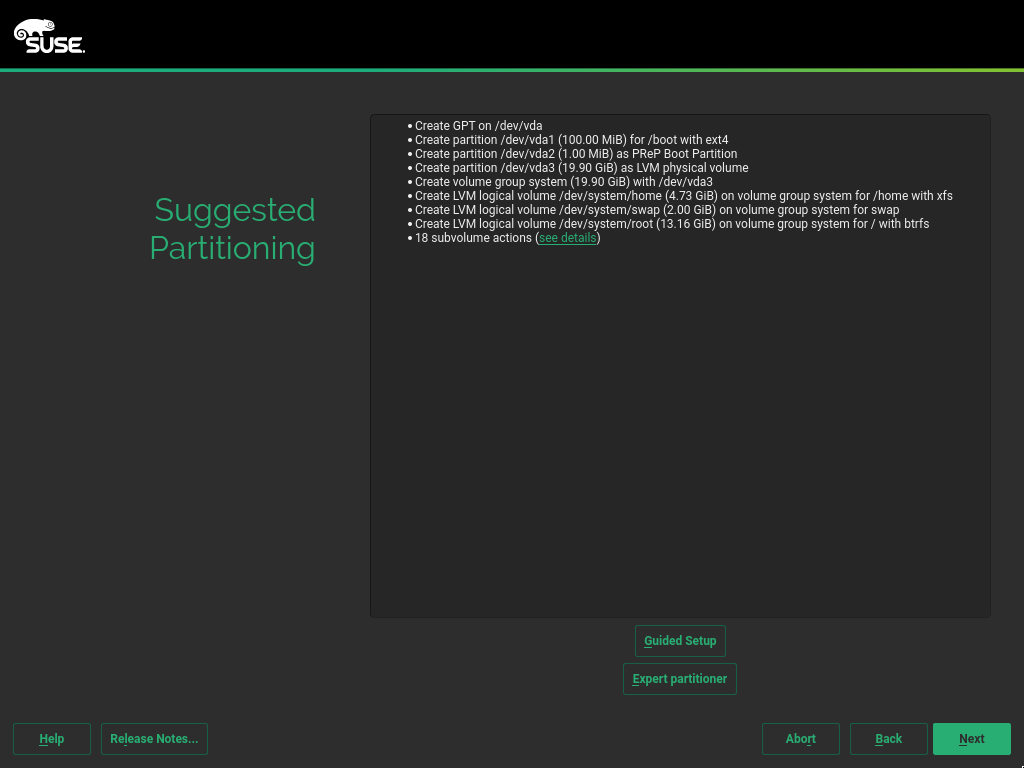 SUSE.
Suggested
Partitioning
• Create GPT on /dev/vda
• Create partition /dev/vda1 (100.00 MiB) for /boot with ext4
• Create partition /dev/vda2 (1.00 MiB) as PReP Boot Partition
• Create partition /dev/vda3 (19.90 GiB) as LVM physical volume
• Create volume group system (19.90 GiB) with /dev/vda3
• Create LVM logical volume /dev/system/home (4.73 GiB) on volume group system for /home with xfs
• Create LVM logical volume /dev/system/swap (2.00 GiB) on volume group system for swap
• Create LVM logical volume /dev/system/root (13.16 GiB) on volume group system for / with btrfs
• 18 subvolume actions (see details)
Guided Setup
Expert partitioner
Help
Release Notes...
Abort
Back
Next